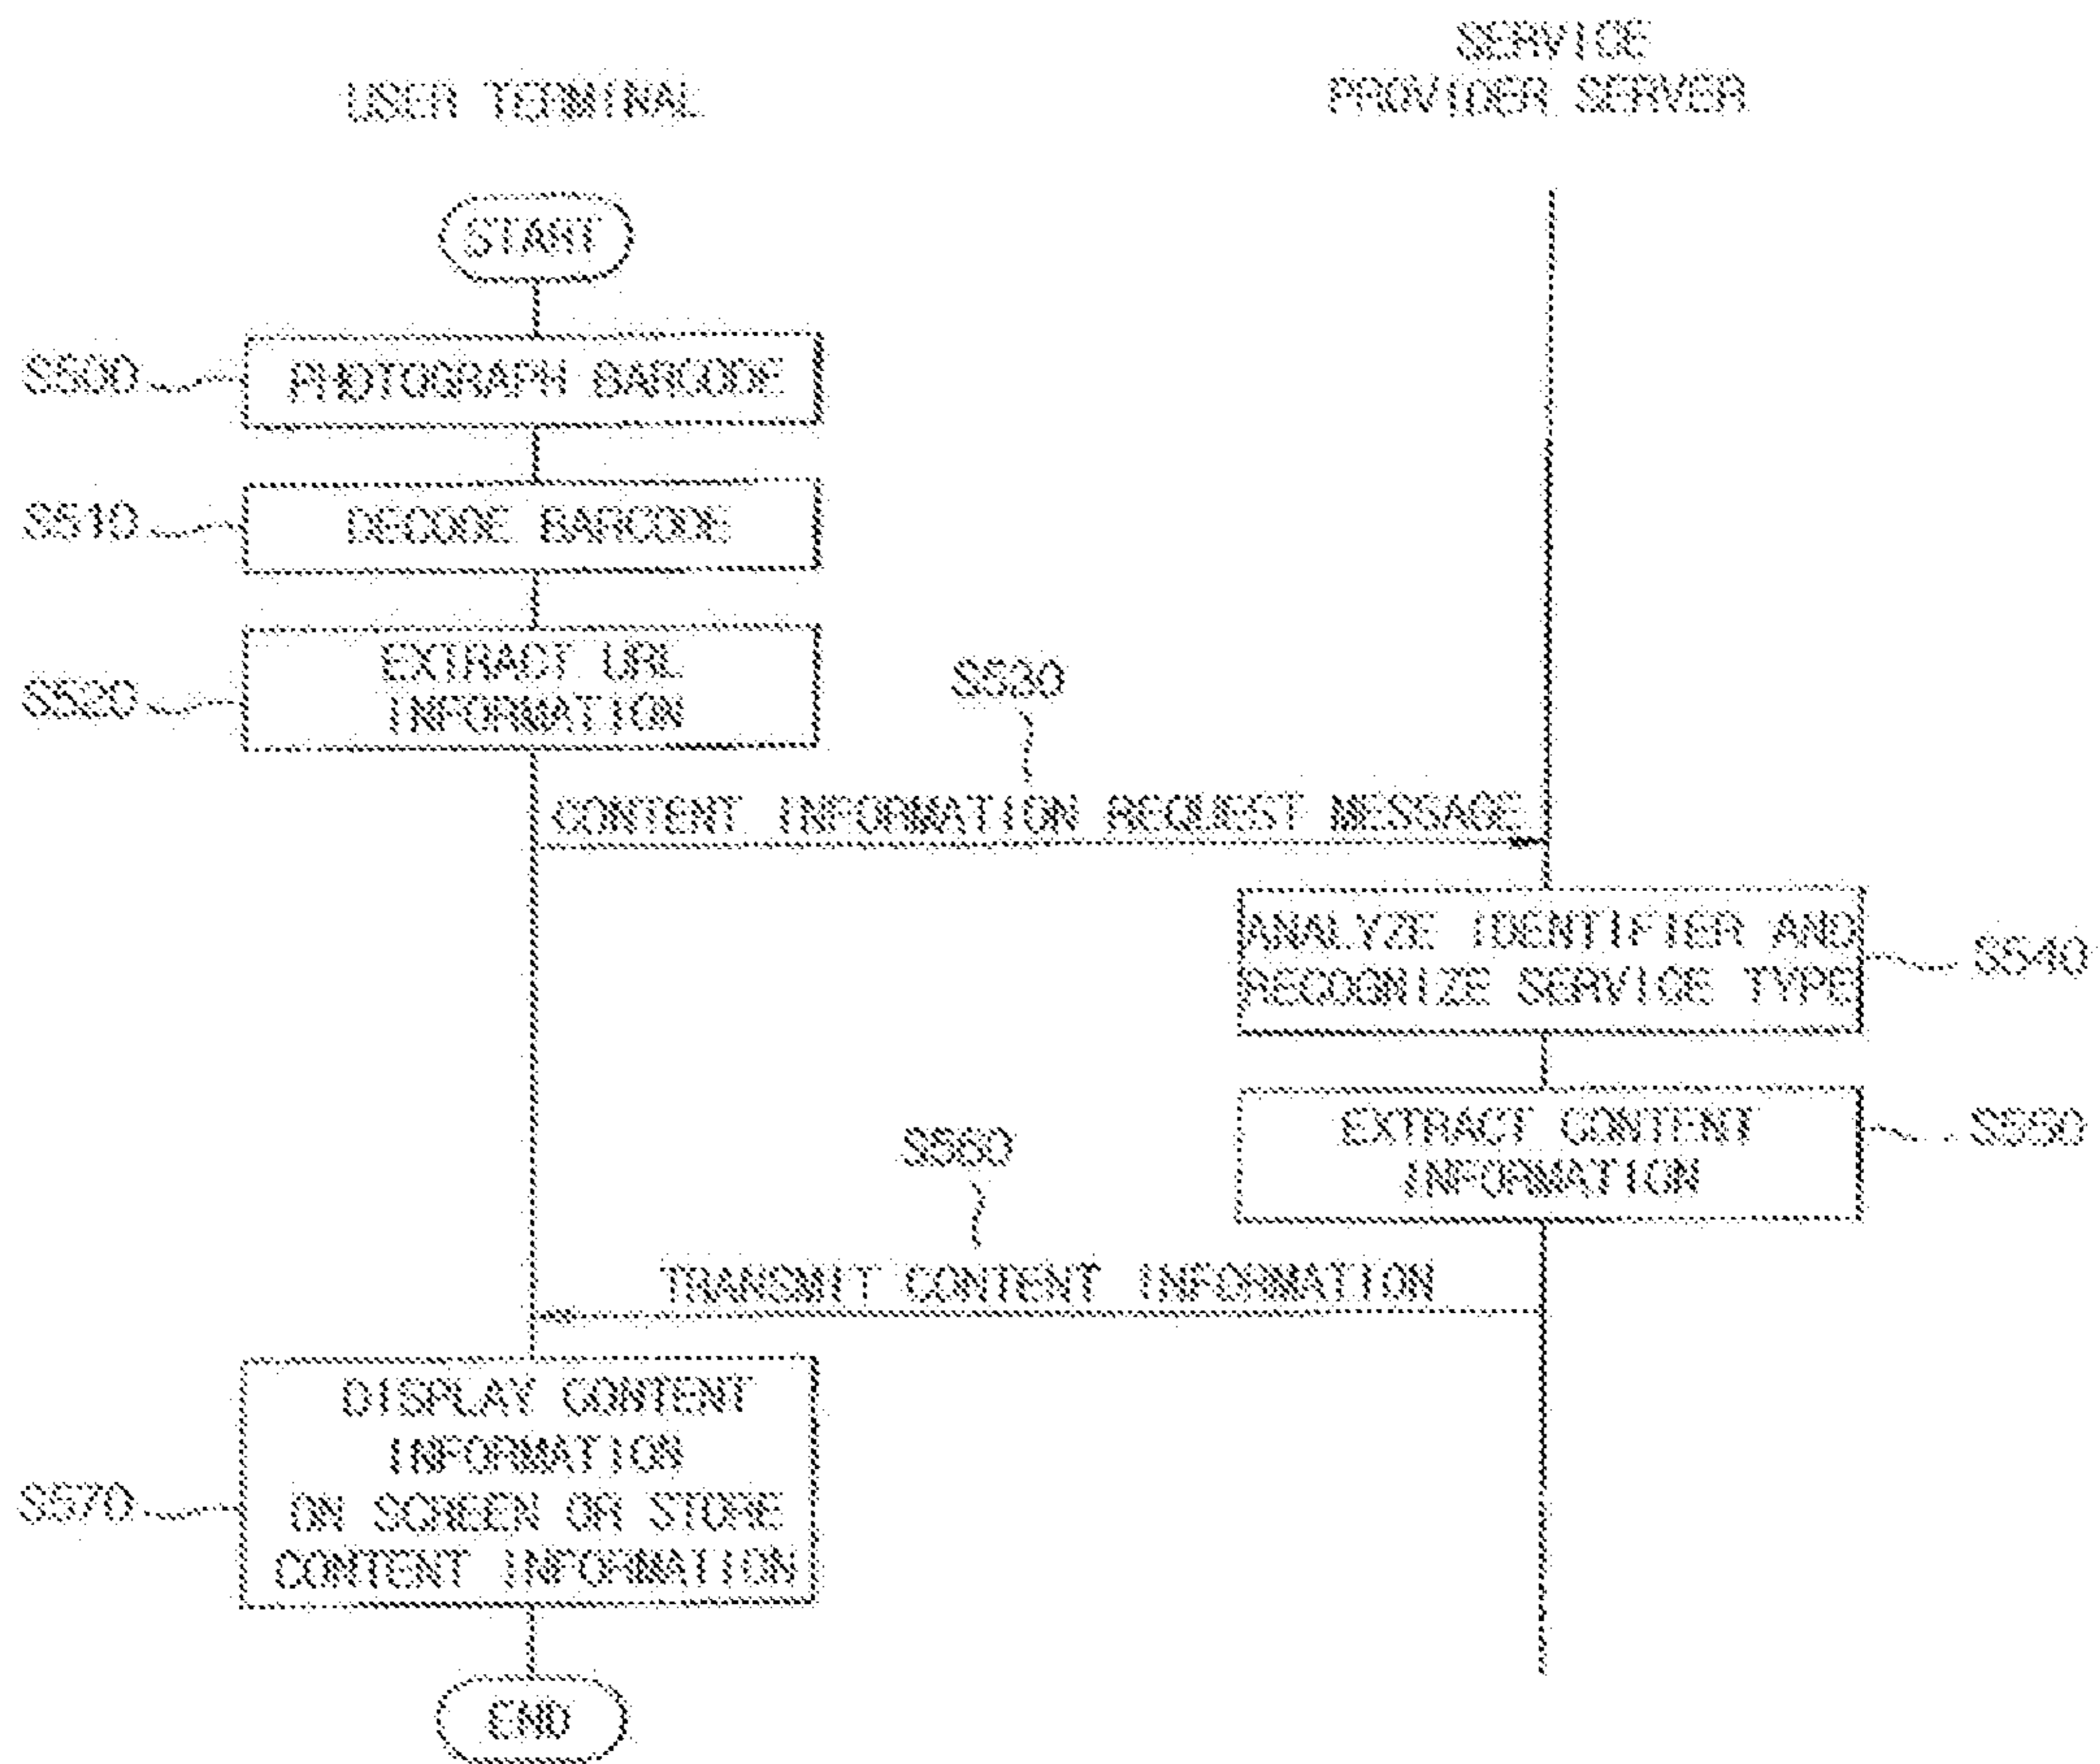 SERVICE
USER TERMINAL
PROVIDER SERVER
START
S500
PHOTOGRAPH BARCODE
S510
DECODE BARCODE
EXTRACT URL
S520
INFORMATION
S530
CONTENT INFORMATION REQUEST MESSAGE
ANALYZE IDENTIFIER AND
S540
RECOGNIZE SERVICE TYPE
EXTRACT CONTENT
S550
INFORMATION
S560
TRANSMIT CONTENT INFORMATION
DISPLAY CONTENT
INFORMATION
S570
ON SCREEN OR STORE
CONTENT INFORMATION
END